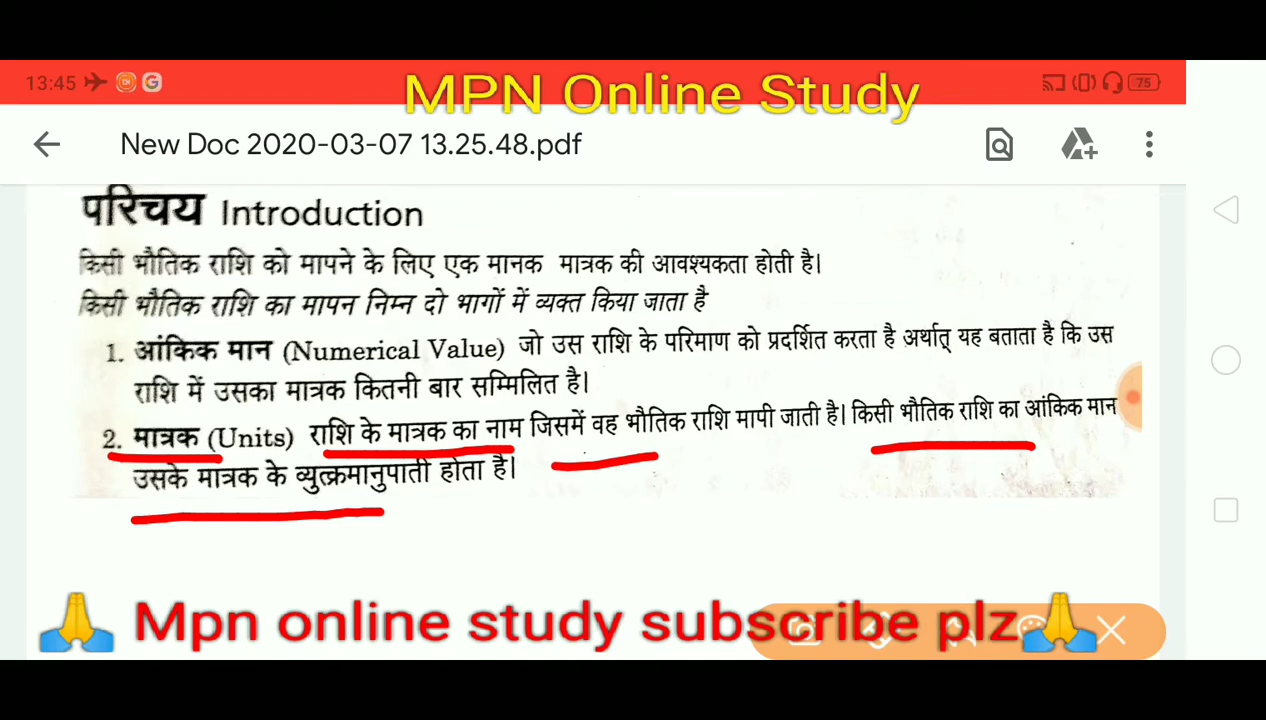 13:45
75
MPN Online Study
New Doc 2020-03-07 13.25.48.pdf
परिचय Introduction
किसी भौतिक राशि को मापने के लिए एक मानक मात्रक की आवश्यकता होती है।
किसी भौतिक राशि का मापन निम्न दो भागों में व्यक्त किया जाता है
1. आंकिक मान (Numerical Value) जो उस राशि के परिमाण को प्रदर्शित करता है अर्थात् यह बताता है कि उस
राशि में उसका मात्रक कितनी बार सम्मिलित है।
2. मात्रक (Units) राशि के मात्रक का नाम जिसमें वह भौतिक राशि मापी जाती है। किसी भौतिक राशि का आंकिक मान
उसके मात्रक के व्युत्क्रमानुपाती होता है।
🙏 Mpn online study subscribe plz🙏